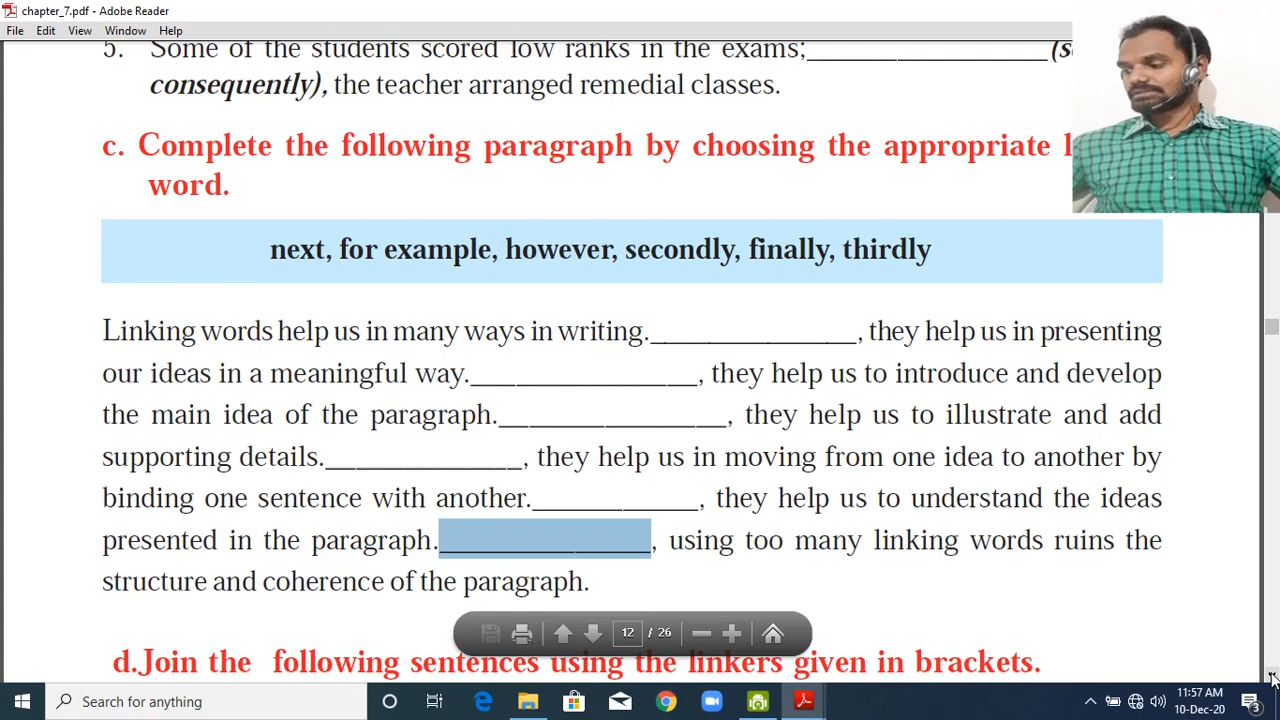 chapter_7.pdf - Adobe Reader
File Edit View Window Help
5. Some of the students scored low ranks in the exams;__________________(s
consequently), the teacher arranged remedial classes.
c. Complete the following paragraph by choosing the appropriate l
word.
next, for example, however, secondly, finally, thirdly
Linking words help us in many ways in writing.______________, they help us in presenting
our ideas in a meaningful way._______________, they help us to introduce and develop
the main idea of the paragraph._______________, they help us to illustrate and add
supporting details._____________, they help us in moving from one idea to another by
binding one sentence with another.___________, they help us to understand the ideas
presented in the paragraph.______________, using too many linking words ruins the
structure and coherence of the paragraph.
12 / 26
d.Join the following sentences using the linkers given in brackets.
Search for anything
11:57 AM
10-Dec-20
3